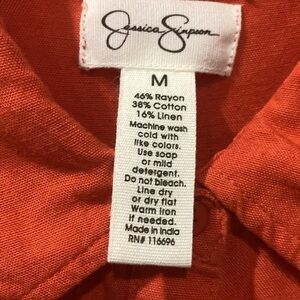 Jessica Simpson
M
46% Rayon
38% Cotton
16% Linen
Machine wash
cold with
like colors.
Use soap
or mild
detergent.
Do not bleach.
Line dry
or dry flat
Warm iron
if needed.
Made in India
RN# 116696